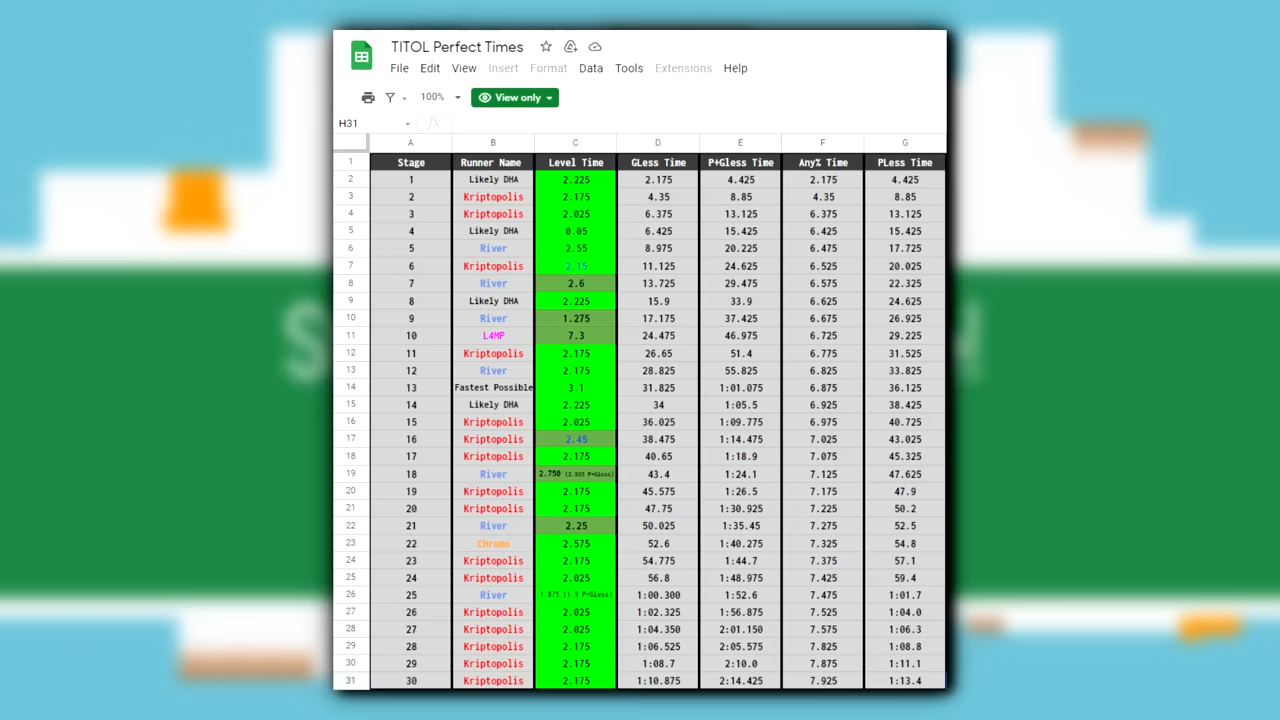 TITOL Perfect Times
File Edit View Insert Format Data Tools Extensions Help
100% View only
H31 fx
A B C D E F G
1 Stage Runner Name Level Time GLess Time P+Gless Time Any% Time PLess Time
2 1 Likely DHA 2.225 2.175 4.425 2.175 4.425
3 2 Kriptopolis 2.175 4.35 8.85 4.35 8.85
4 3 Kriptopolis 2.025 6.375 13.125 6.375 13.125
5 4 Likely DHA 0.05 6.425 15.425 6.425 15.425
6 5 River 2.55 8.975 20.225 6.475 17.725
7 6 Kriptopolis 2.15 11.125 24.625 6.525 20.025
8 7 River 2.6 13.725 29.475 6.575 22.325
9 8 Likely DHA 2.225 15.9 33.9 6.625 24.625
10 9 River 1.275 17.175 37.425 6.675 26.925
11 10 L4MP 7.3 24.475 46.975 6.725 29.225
12 11 Kriptopolis 2.175 26.65 51.4 6.775 31.525
13 12 River 2.175 28.825 55.825 6.825 33.825
14 13 Fastest Possible 3.1 31.825 1:01.075 6.875 36.125
15 14 Likely DHA 2.225 34 1:05.5 6.925 38.425
16 15 Kriptopolis 2.025 36.025 1:09.775 6.975 40.725
17 16 Kriptopolis 2.45 38.475 1:14.475 7.025 43.025
18 17 Kriptopolis 2.175 40.65 1:18.9 7.075 45.325
19 18 River 2.750 (2.925 P+Gless) 43.4 1:24.1 7.125 47.625
20 19 Kriptopolis 2.175 45.575 1:26.5 7.175 47.9
21 20 Kriptopolis 2.175 47.75 1:30.925 7.225 50.2
22 21 River 2.25 50.025 1:35.45 7.275 52.5
23 22 Chromo 2.575 52.6 1:40.275 7.325 54.8
24 23 Kriptopolis 2.175 54.775 1:44.7 7.375 57.1
25 24 Kriptopolis 2.025 56.8 1:48.975 7.425 59.4
26 25 River 1.875 (1.9 P+Gless) 1:00.300 1:52.6 7.475 1:01.7
27 26 Kriptopolis 2.025 1:02.325 1:56.875 7.525 1:04.0
28 27 Kriptopolis 2.025 1:04.350 2:01.150 7.575 1:06.3
29 28 Kriptopolis 2.175 1:06.525 2:05.575 7.825 1:08.8
30 29 Kriptopolis 2.175 1:08.7 2:10.0 7.875 1:11.1
31 30 Kriptopolis 2.175 1:10.875 2:14.425 7.925 1:13.4